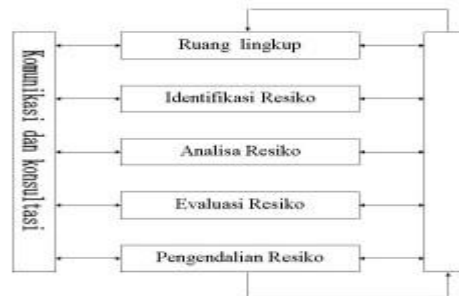 Komunikasi dan konsultasi
Ruang lingkup
Identifikasi Resiko
Analisa Resiko
Evaluasi Resiko
Pengendalian Resiko